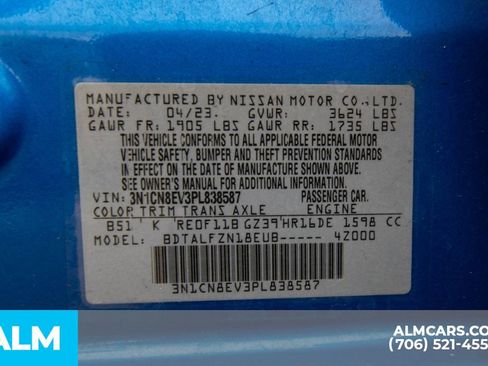 MANUFACTURED BY NISSAN MOTOR CO.,LTD.
DATE: 04/23. GVWR: 3624 LBS
GAWR FR: 1905 LBS GAWR RR: 1735 LBS
THIS VEHICLE CONFORMS TO ALL APPLICABLE FEDERAL MOTOR
VEHICLE SAFETY, BUMPER AND THEFT PREVENTION STANDARDS
IN EFFECT ON THE DATE OF MANUFACTURE SHOWN ABOVE.
SEE OWNER'S MANUAL FOR ADDITIONAL INFORMATION.
VIN: 3N1CN8EV3PL838587 PASSENGER CAR.
COLOR TRIM TRANS AXLE ENGINE
B51 K RE0F11B GZ39 HR16DE 1598 CC
MODEL: BDTALFZN18EUB----- 42000
3N1CN8EV3PL838587
ALM
ALMCARS.COM
(706) 521-455